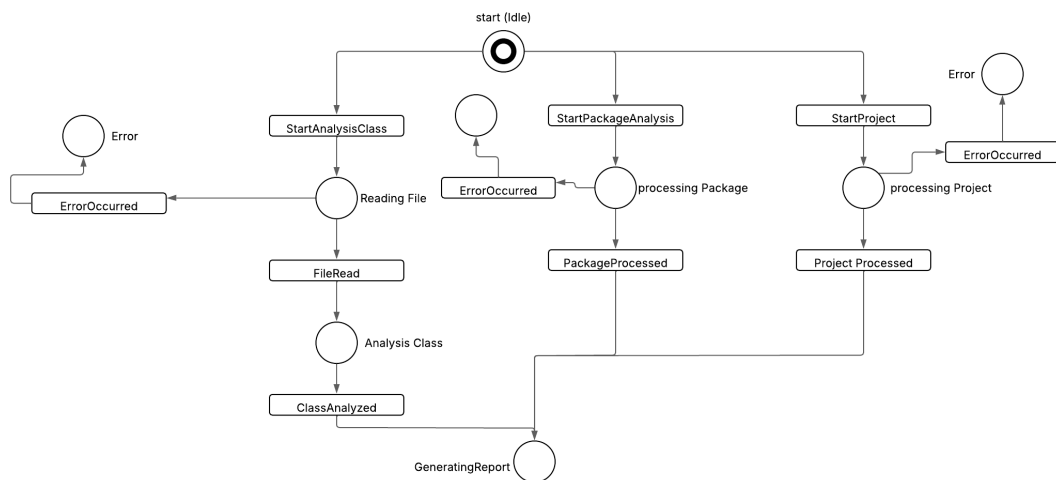 start (Idle)
Error
StartAnalysisClass
StartPackageAnalysis
StartProject
Error
ErrorOccurred
ErrorOccurred
processing Package
processing Project
Reading File
ErrorOccurred
FileRead
PackageProcessed
Project Processed
Analysis Class
ClassAnalyzed
GeneratingReport